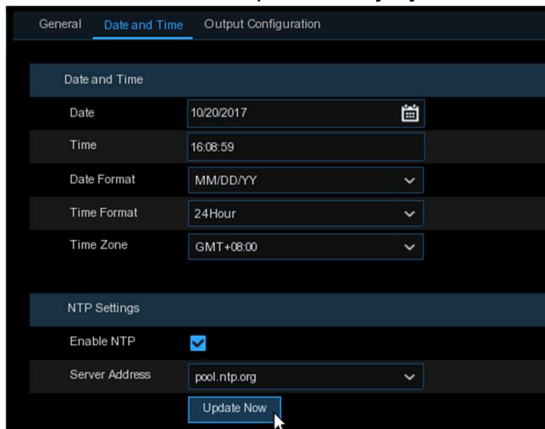 General Date and Time Output Configuration
Date and Time
Date 10/20/2017
Time 16:08:59
Date Format MM/DD/YY
Time Format 24Hour
Time Zone GMT+08:00
NTP Settings
Enable NTP
Server Address pool.ntp.org
Update Now